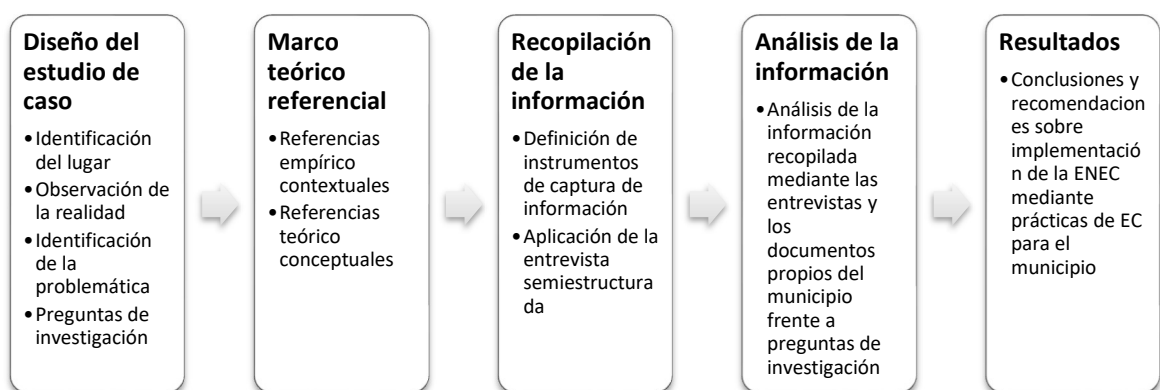 Diseño del
estudio de
caso
•Identificación
del lugar
•Observación de
la realidad
•Identificación
de la
problemática
•Preguntas de
investigación
Marco
teórico
referencial
•Referencias
empírico
contextuales
•Referencias
teórico
conceptuales
Recopilación
de la
información
•Definición de
instrumentos
de captura de
información
•Aplicación de la
entrevista
semiestructura
da
Análisis de la
información
•Análisis de la
información
recopilada
mediante las
entrevistas y
los
documentos
propios del
municipio
frente a
preguntas de
investigación
Resultados
•Conclusiones y
recomendacion
es sobre
implementació
n de la ENEC
mediante
prácticas de EC
para el
municipio